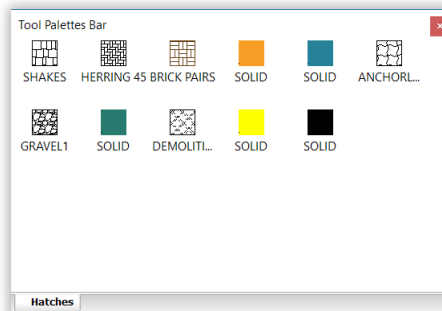 Tool Palettes Bar
SHAKES HERRING 45 BRICK PAIRS SOLID SOLID ANCHORL...
GRAVEL1 SOLID DEMOLITI... SOLID SOLID
Hatches